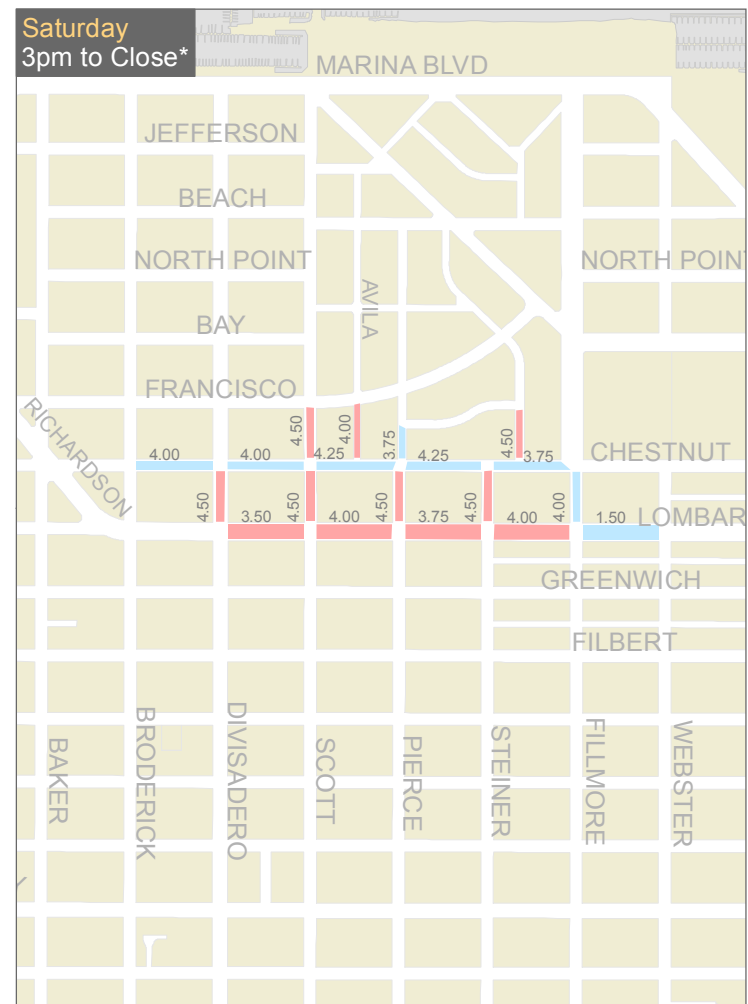 Saturday
3pm to Close*
MARINA BLVD
JEFFERSON
BEACH
NORTH POINT
NORTH POIN
AVILA
BAY
FRANCISCO
RICHARDSON
4.50
4.00
3.75
4.50
4.00
4.00
4.25
4.25
3.75
CHESTNUT
4.50
4.50
4.50
4.50
4.00
3.50
4.00
3.75
4.00
1.50
LOMBAR
GREENWICH
FILBERT
BAKER
BRODERICK
DIVISADERO
SCOTT
PIERCE
STEINER
FILLMORE
WEBSTER